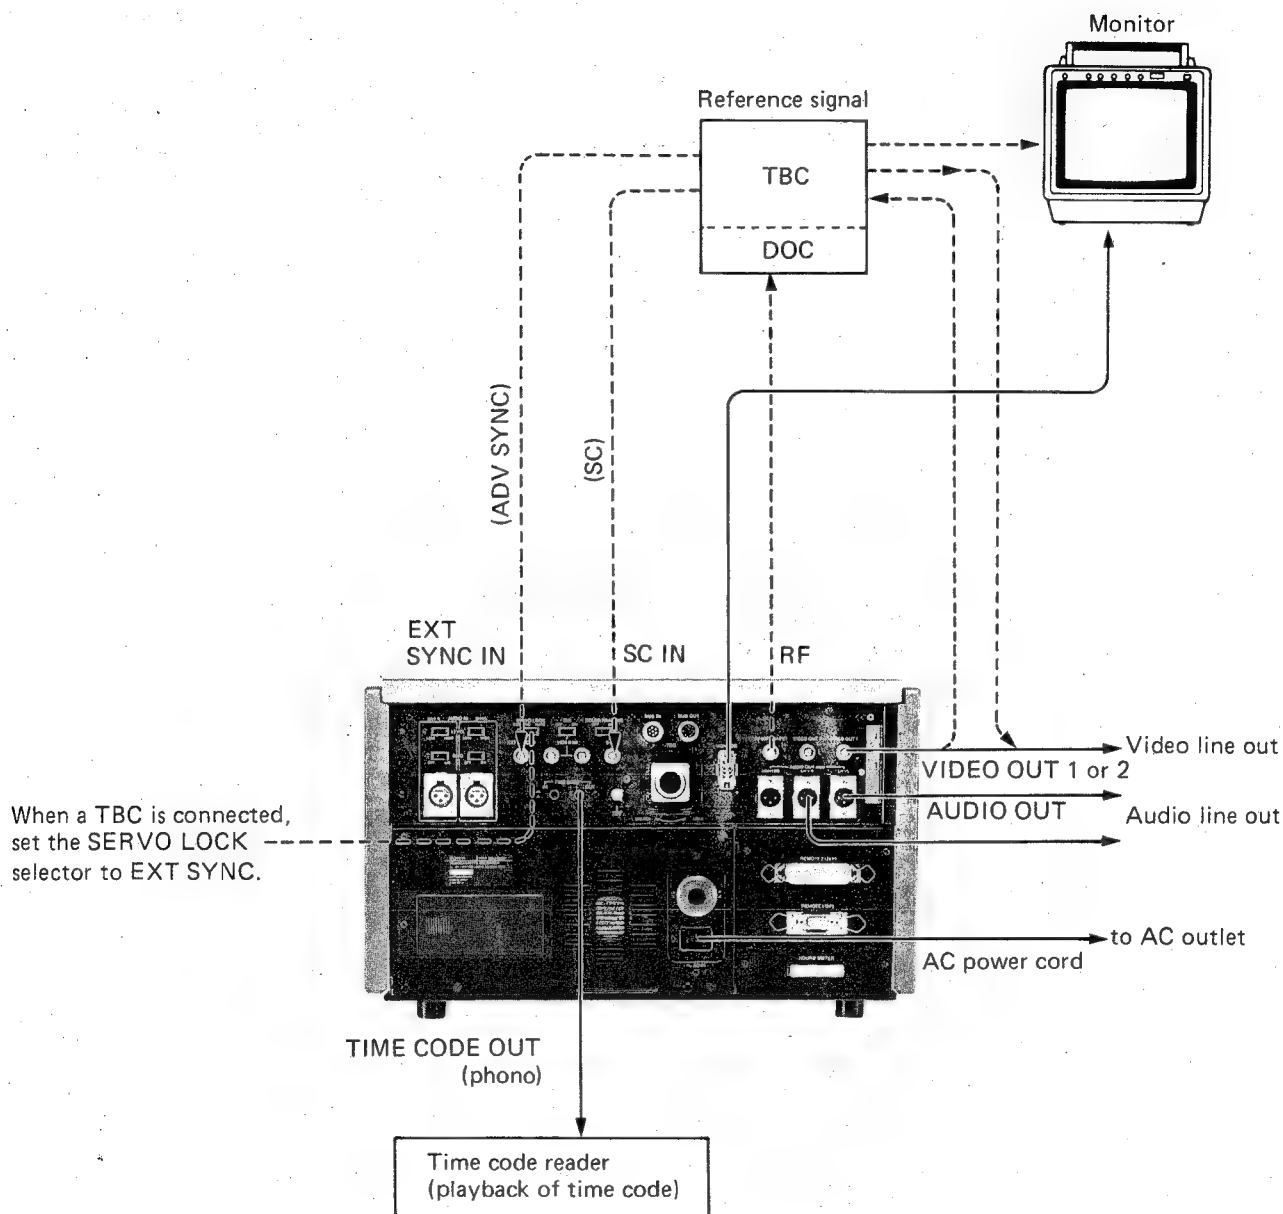 Monitor
Reference signal
TBC
DOC
(ADV SYNC)
(SC)
EXT
SYNC IN
SC IN
RF
Video line out
VIDEO OUT 1 or 2
AUDIO OUT
Audio line out
When a TBC is connected,
set the SERVO LOCK
selector to EXT SYNC.
to AC outlet
AC power cord
TIME CODE OUT
(phono)
Time code reader
(playback of time code)